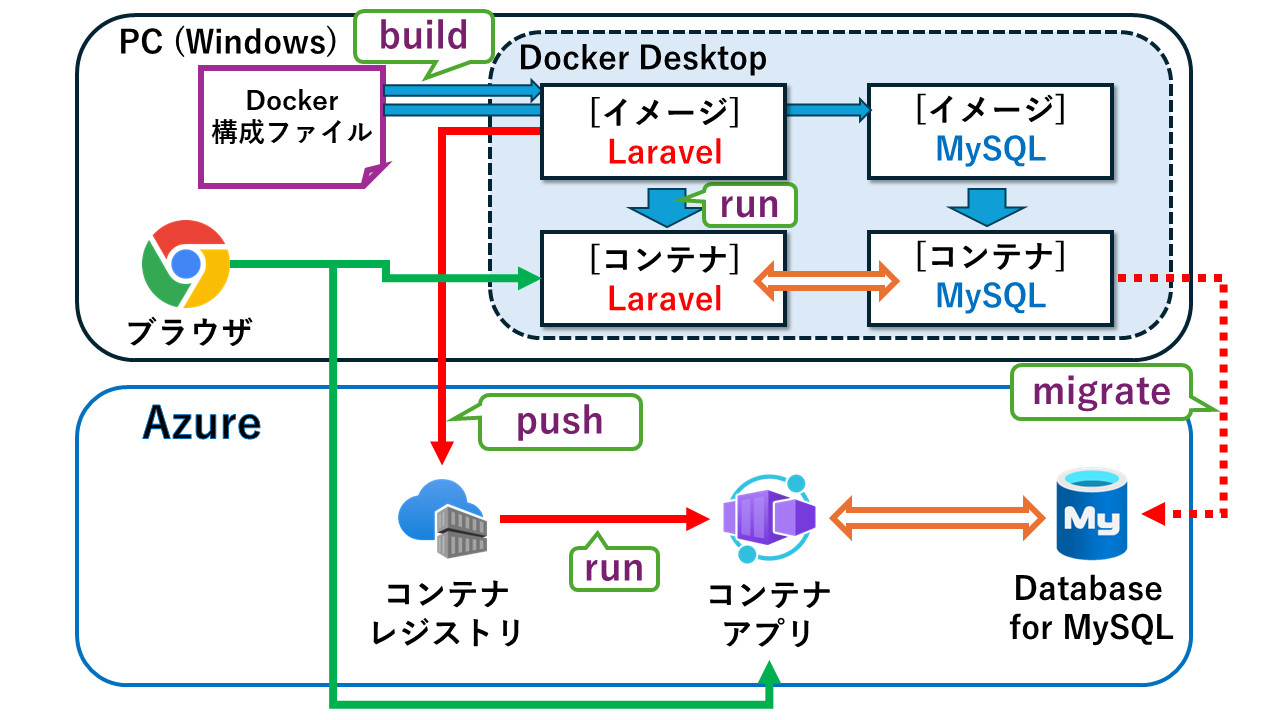 PC (Windows)
build
Docker Desktop
Docker
構成ファイル
[イメージ]
Laravel
[イメージ]
MySQL
run
[コンテナ]
Laravel
[コンテナ]
MySQL
ブラウザ
migrate
Azure
push
My
run
コンテナ
レジストリ
コンテナ
アプリ
Database
for MySQL